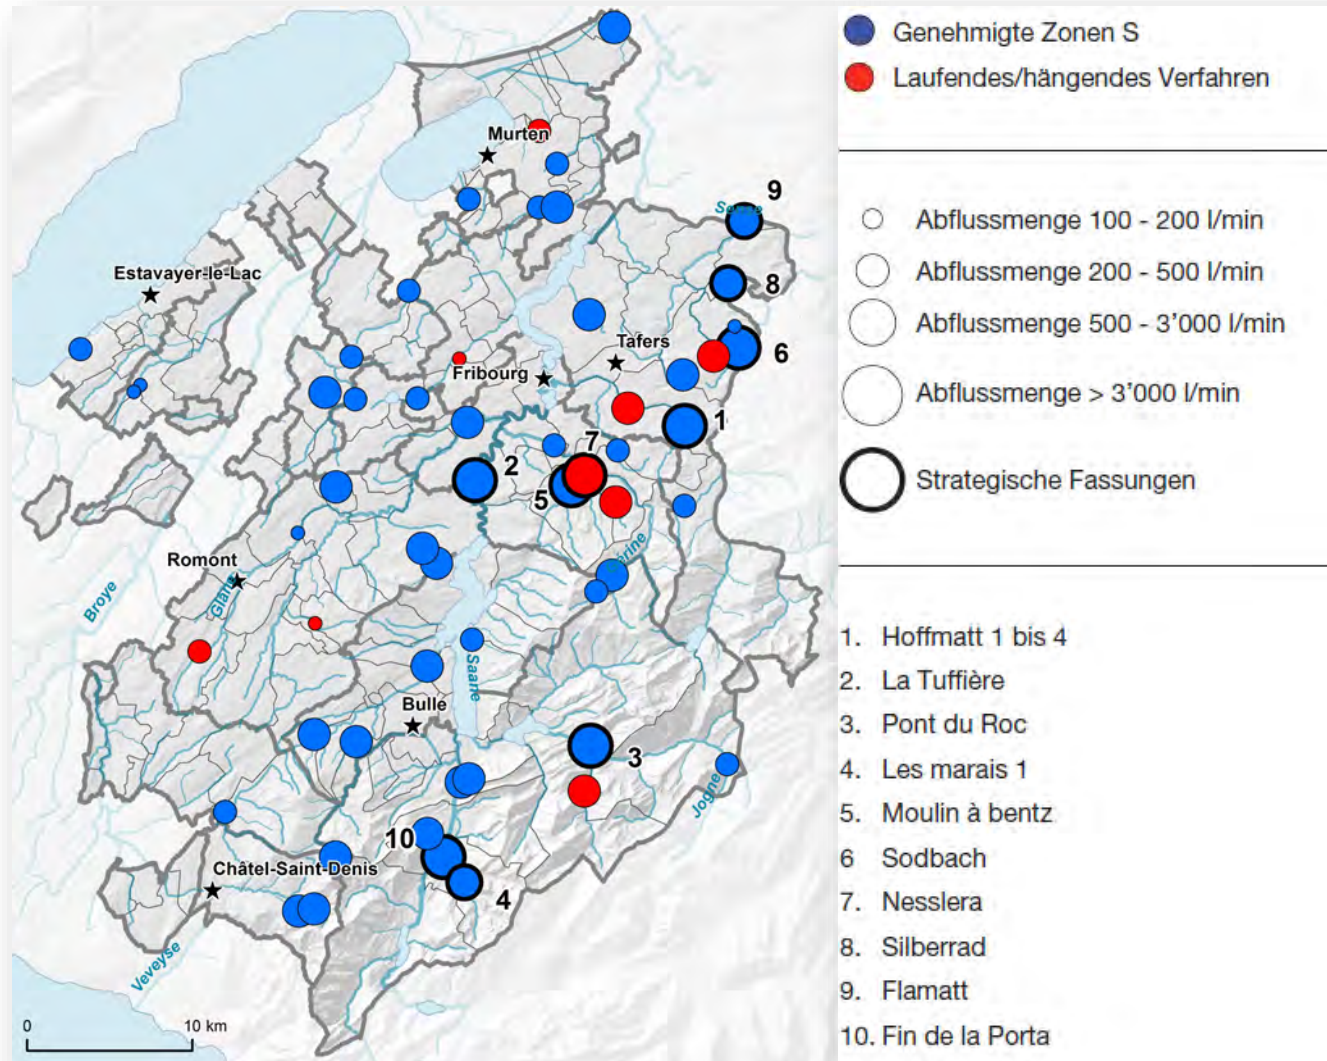 Murten
9
Sense
Estavayer-le-Lac
8
Tafers
6
Fribourg
1
7
2
5
Sérine
Romont
Glâne
Broye
Saane
Bulle
3
Jogne
10
Châtel-Saint-Denis
4
Veveyse
0 10 km
Genehmigte Zonen S
Laufendes/hängendes Verfahren
Abflussmenge 100 - 200 l/min
Abflussmenge 200 - 500 l/min
Abflussmenge 500 - 3'000 l/min
Abflussmenge > 3'000 l/min
Strategische Fassungen
1. Hoffmatt 1 bis 4
2. La Tuffière
3. Pont du Roc
4. Les marais 1
5. Moulin à bentz
6 Sodbach
7. Nesslera
8. Silberrad
9. Flamatt
10. Fin de la Porta